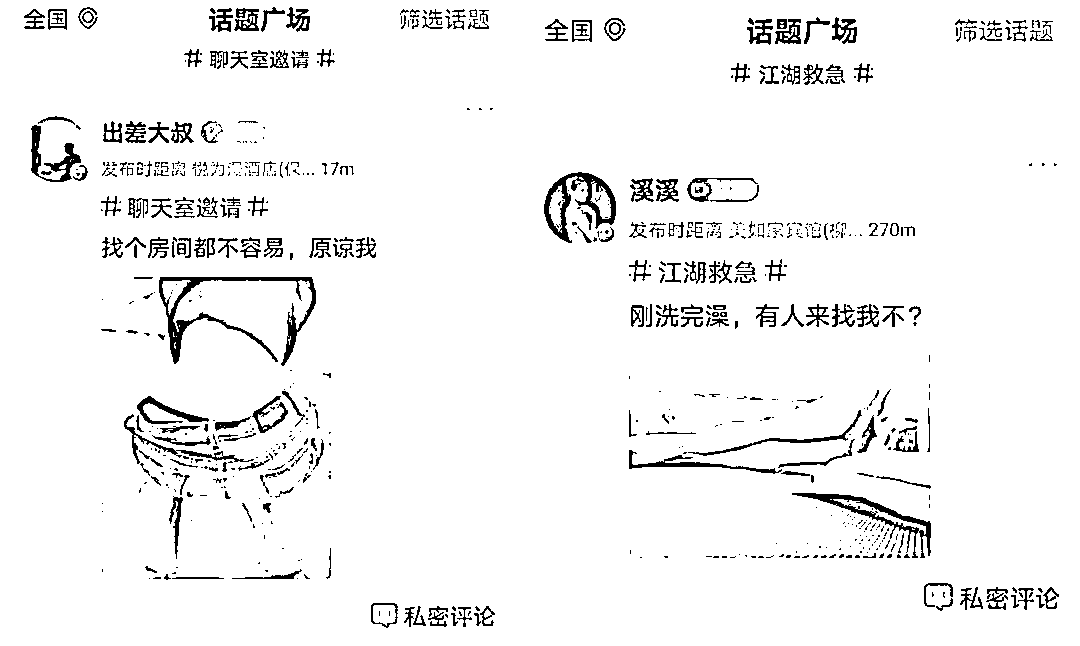 全国
话题广场
筛选话题
# 聊天室邀请 #
出差大叔
发布时距离 悦为漫酒店(保... 17m
# 聊天室邀请 #
找个房间都不容易，原谅我
私密评论
全国
话题广场
筛选话题
# 江湖救急 #
溪溪
发布时距离 美如家宾馆(柳... 270m
# 江湖救急 #
刚洗完澡，有人来找我不？
私密评论